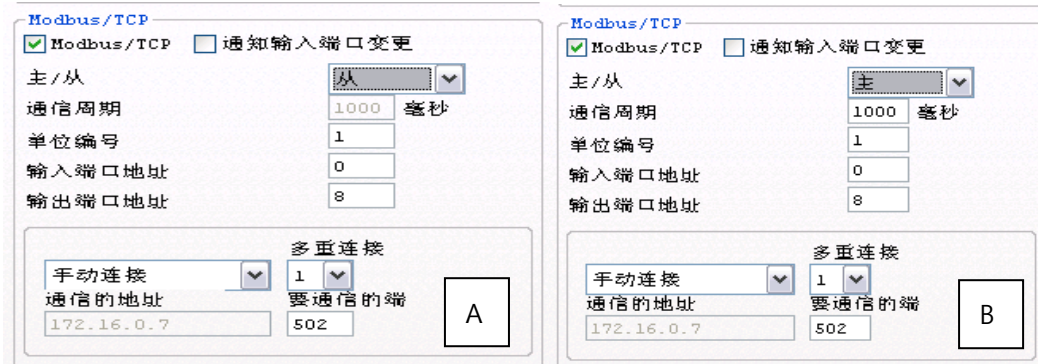 Modbus/TCP
Modbus/TCP 通知输入端口变更
主/从 从
通信周期 1000 毫秒
单位编号 1
输入端口地址 0
输出端口地址 8
多重连接
手动连接 1
通信的地址 要通信的端
172.16.0.7 502
A
Modbus/TCP
Modbus/TCP 通知输入端口变更
主/从 主
通信周期 1000 毫秒
单位编号 1
输入端口地址 0
输出端口地址 8
多重连接
手动连接 1
通信的地址 要通信的端
172.16.0.7 502
B